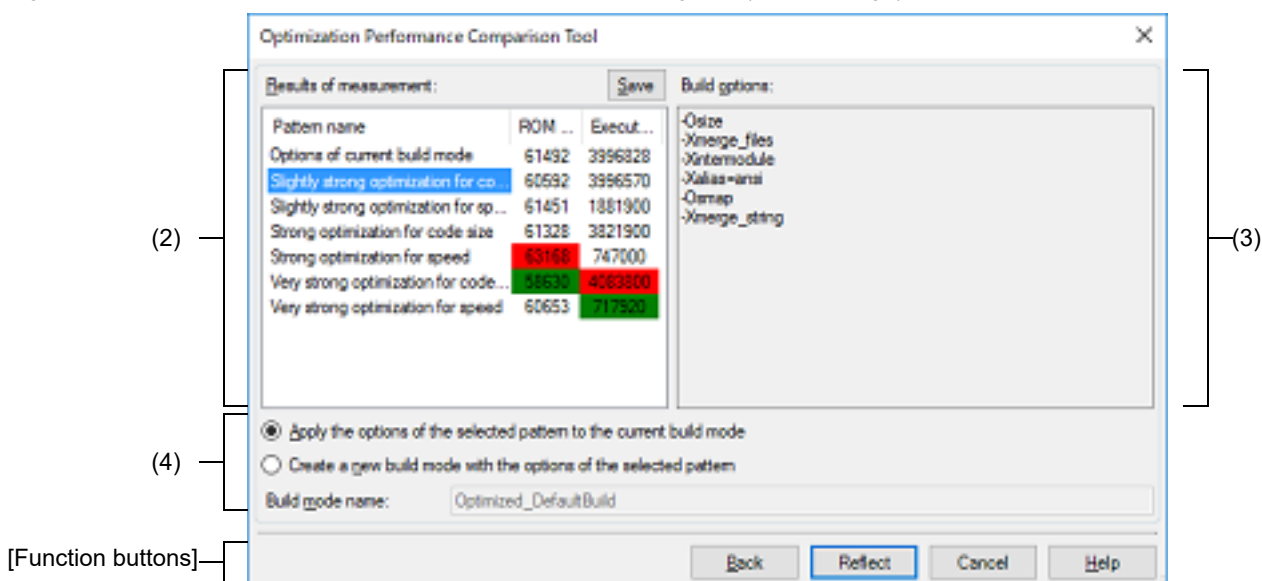 Optimization Performance Comparison Tool
Results of measurement:
Save
Build options:
Pattern name ROM ... Execut...
Options of current build mode 61492 3996828
Slightly strong optimization for co... 60592 3996570
Slightly strong optimization for sp... 61451 1881900
Strong optimization for code size 61328 3821900
Strong optimization for speed 63168 747000
Very strong optimization for code... 58630 4083800
Very strong optimization for speed 60653 717920
-Osize
-Xmerge_files
-Xintermodule
-Xalias=ansi
-Osmap
-Xmerge_string
(2)
(3)
Apply the options of the selected pattern to the current build mode
Create a new build mode with the options of the selected pattern
Build mode name: Optimized_DefaultBuild
(4)
[Function buttons]
Back Reflect Cancel Help